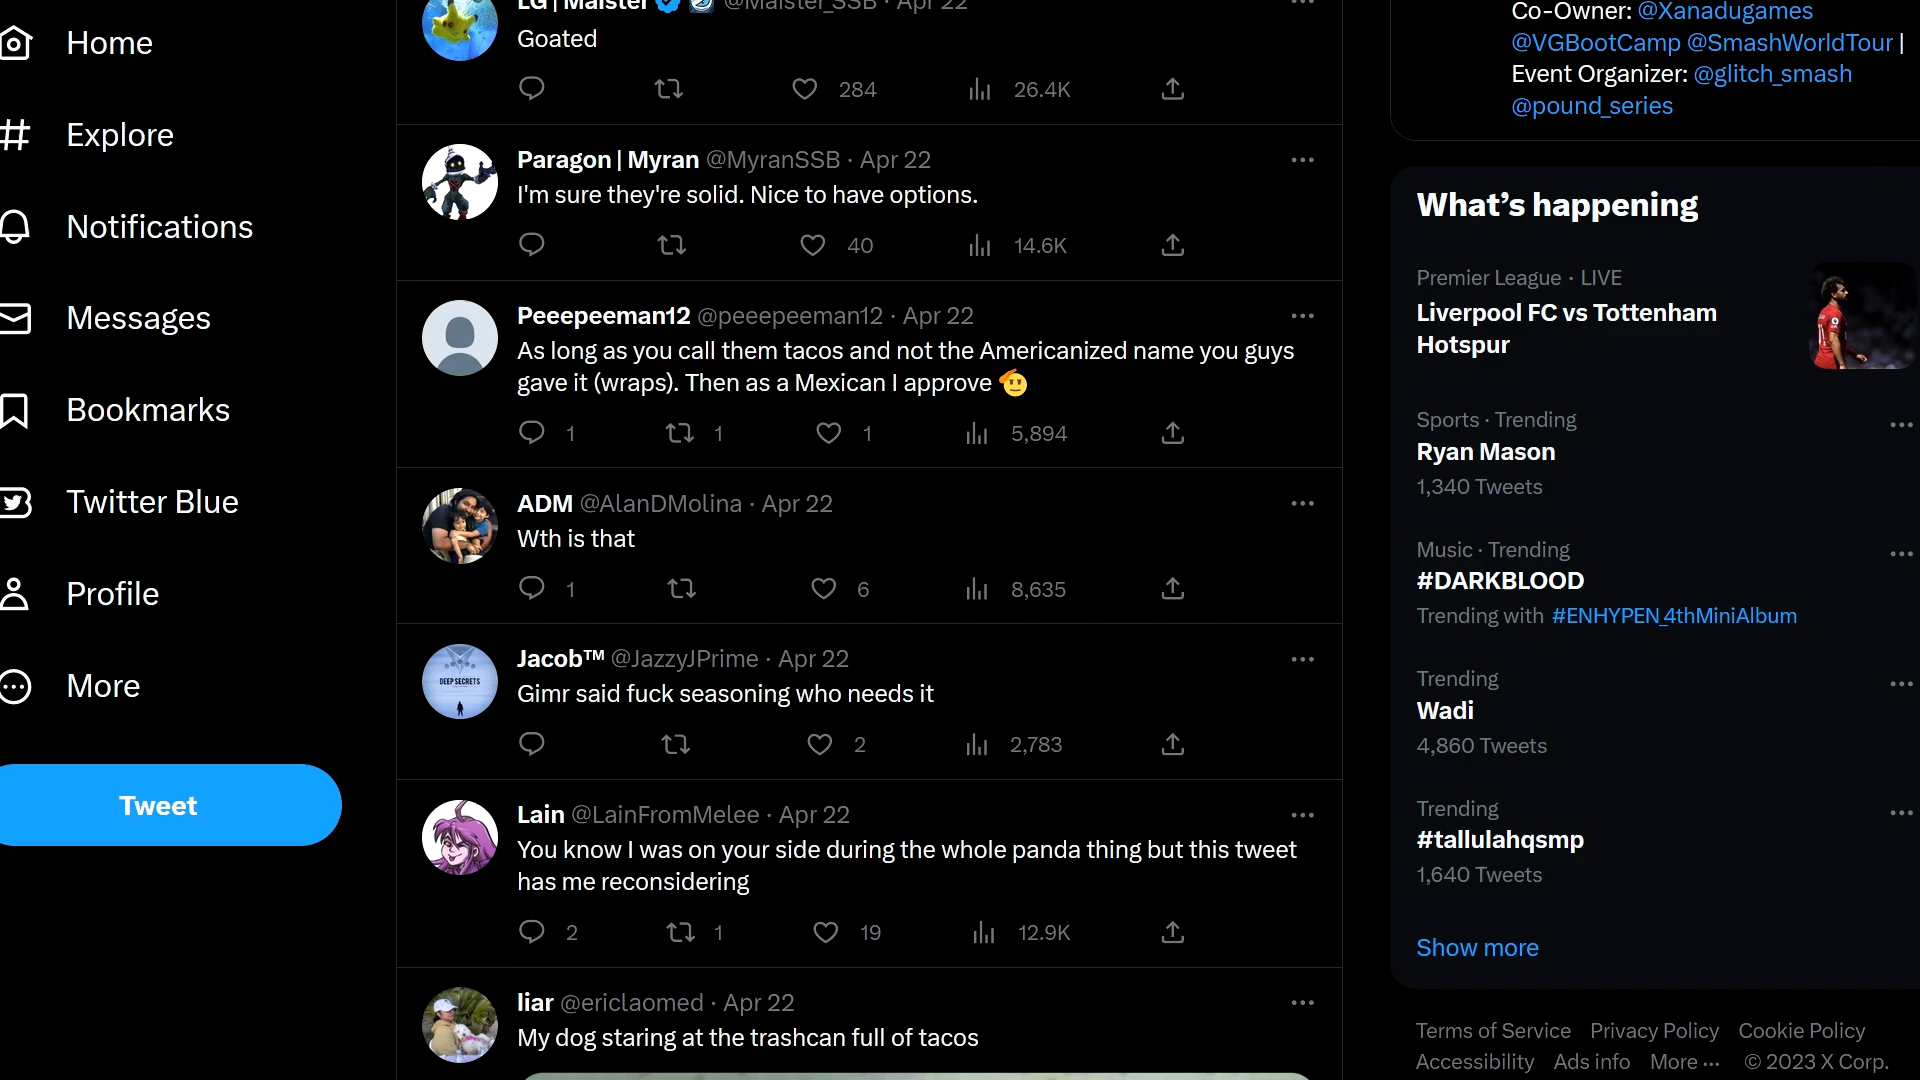 Home
Explore
Notifications
Messages
Bookmarks
Twitter Blue
Profile
More
Tweet
LG | Maister @Maister_SSB · Apr 22
Goated
284 26.4K
Paragon | Myran @MyranSSB · Apr 22
I'm sure they're solid. Nice to have options.
40 14.6K
Peeepeeman12 @peeepeeman12 · Apr 22
As long as you call them tacos and not the Americanized name you guys
gave it (wraps). Then as a Mexican I approve 🫡
1 1 1 5,894
ADM @AlanDMolina · Apr 22
Wth is that
1 6 8,635
DEEP SECRETS
Jacob™ @JazzyJPrime · Apr 22
Gimr said fuck seasoning who needs it
2 2,783
Lain @LainFromMelee · Apr 22
You know I was on your side during the whole panda thing but this tweet
has me reconsidering
2 1 19 12.9K
liar @ericlaomed · Apr 22
My dog staring at the trashcan full of tacos
Co-Owner: @Xanadugames
@VGBootCamp @SmashWorldTour |
Event Organizer: @glitch_smash
@pound_series
What's happening
Premier League · LIVE
Liverpool FC vs Tottenham
Hotspur
Sports · Trending
Ryan Mason
1,340 Tweets
Music · Trending
#DARKBLOOD
Trending with #ENHYPEN_4thMiniAlbum
Trending
Wadi
4,860 Tweets
Trending
#tallulahqsmp
1,640 Tweets
Show more
Terms of Service Privacy Policy Cookie Policy
Accessibility Ads info More ··· © 2023 X Corp.